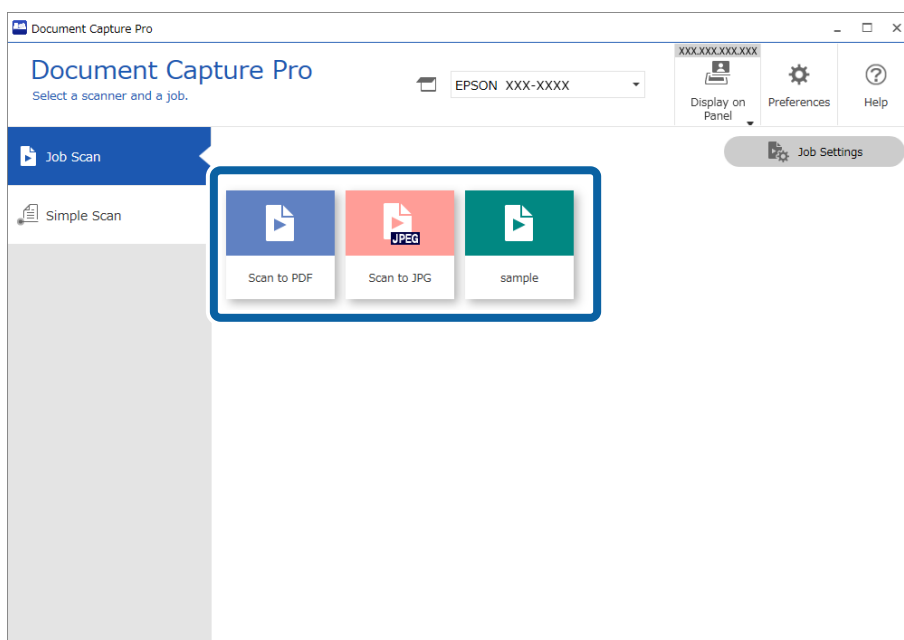 Document Capture Pro
Document Capture Pro
Select a scanner and a job.
EPSON XXX-XXXX
XXX.XXX.XXX.XXX
Display on
Panel
Preferences
Help
Job Scan
Job Settings
Simple Scan
JPEG
Scan to PDF
Scan to JPG
sample